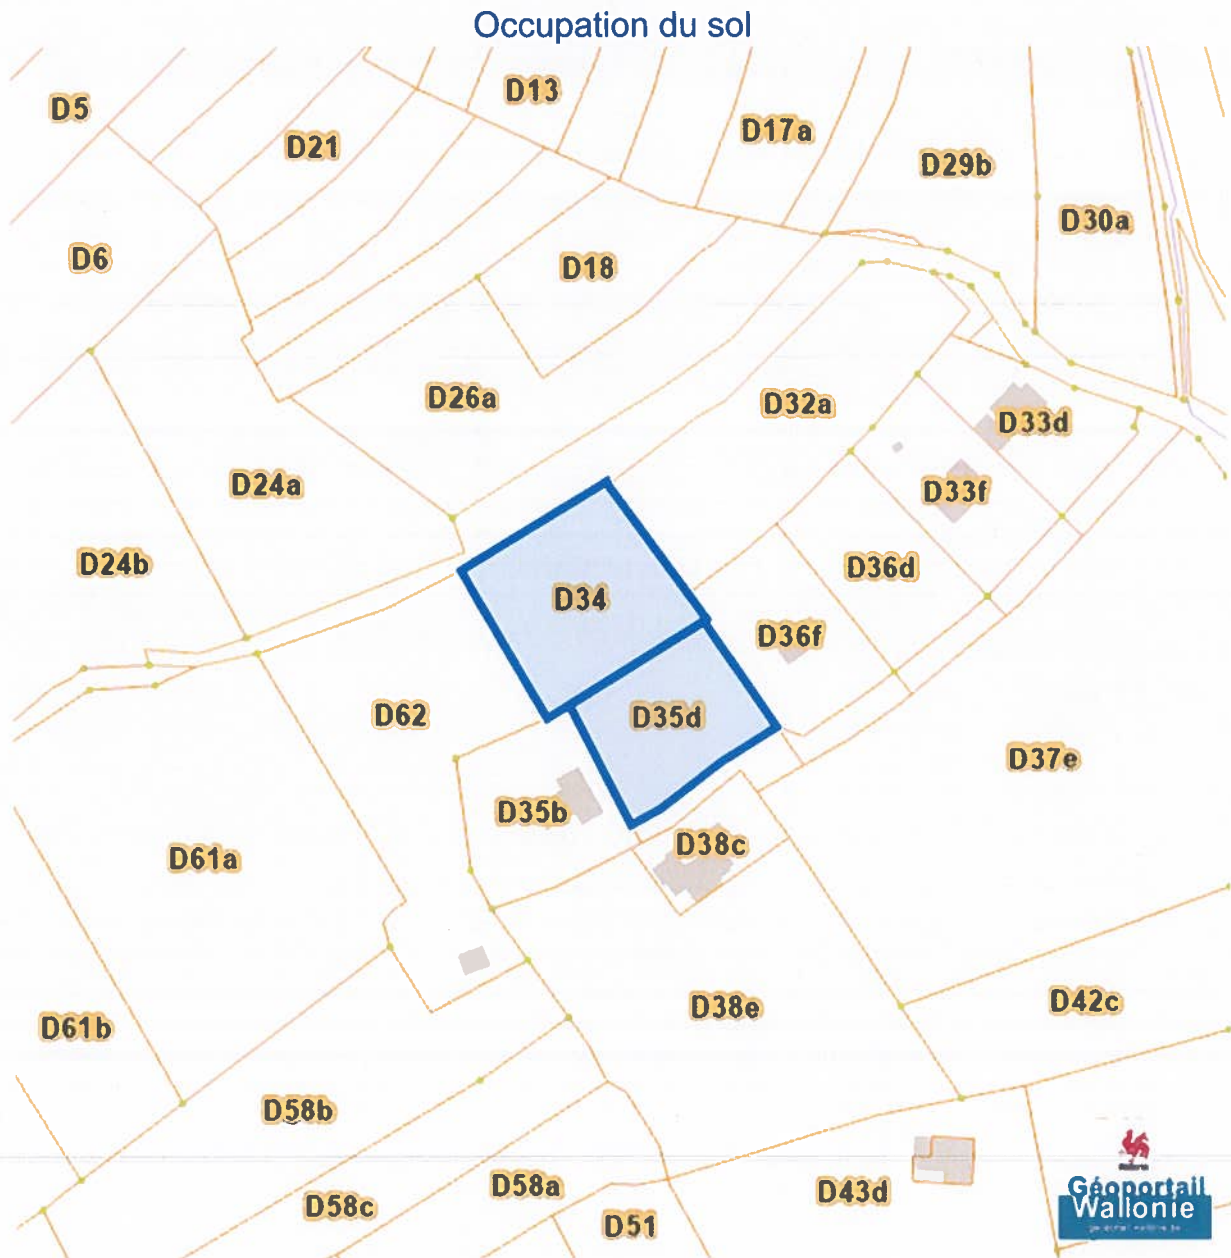 Occupation du sol
D5
D13
D21
D17a
D29b
D30a
D6
D18
D26a
D32a
D33d
D24a
D33f
D24b
D34
D36d
D36f
D62
D35d
D37e
D35b
D38c
D61a
D38e
D42c
D61b
D58b
D58a
D43d
D58c
D51
Wallonie
Géoportail
Wallonie